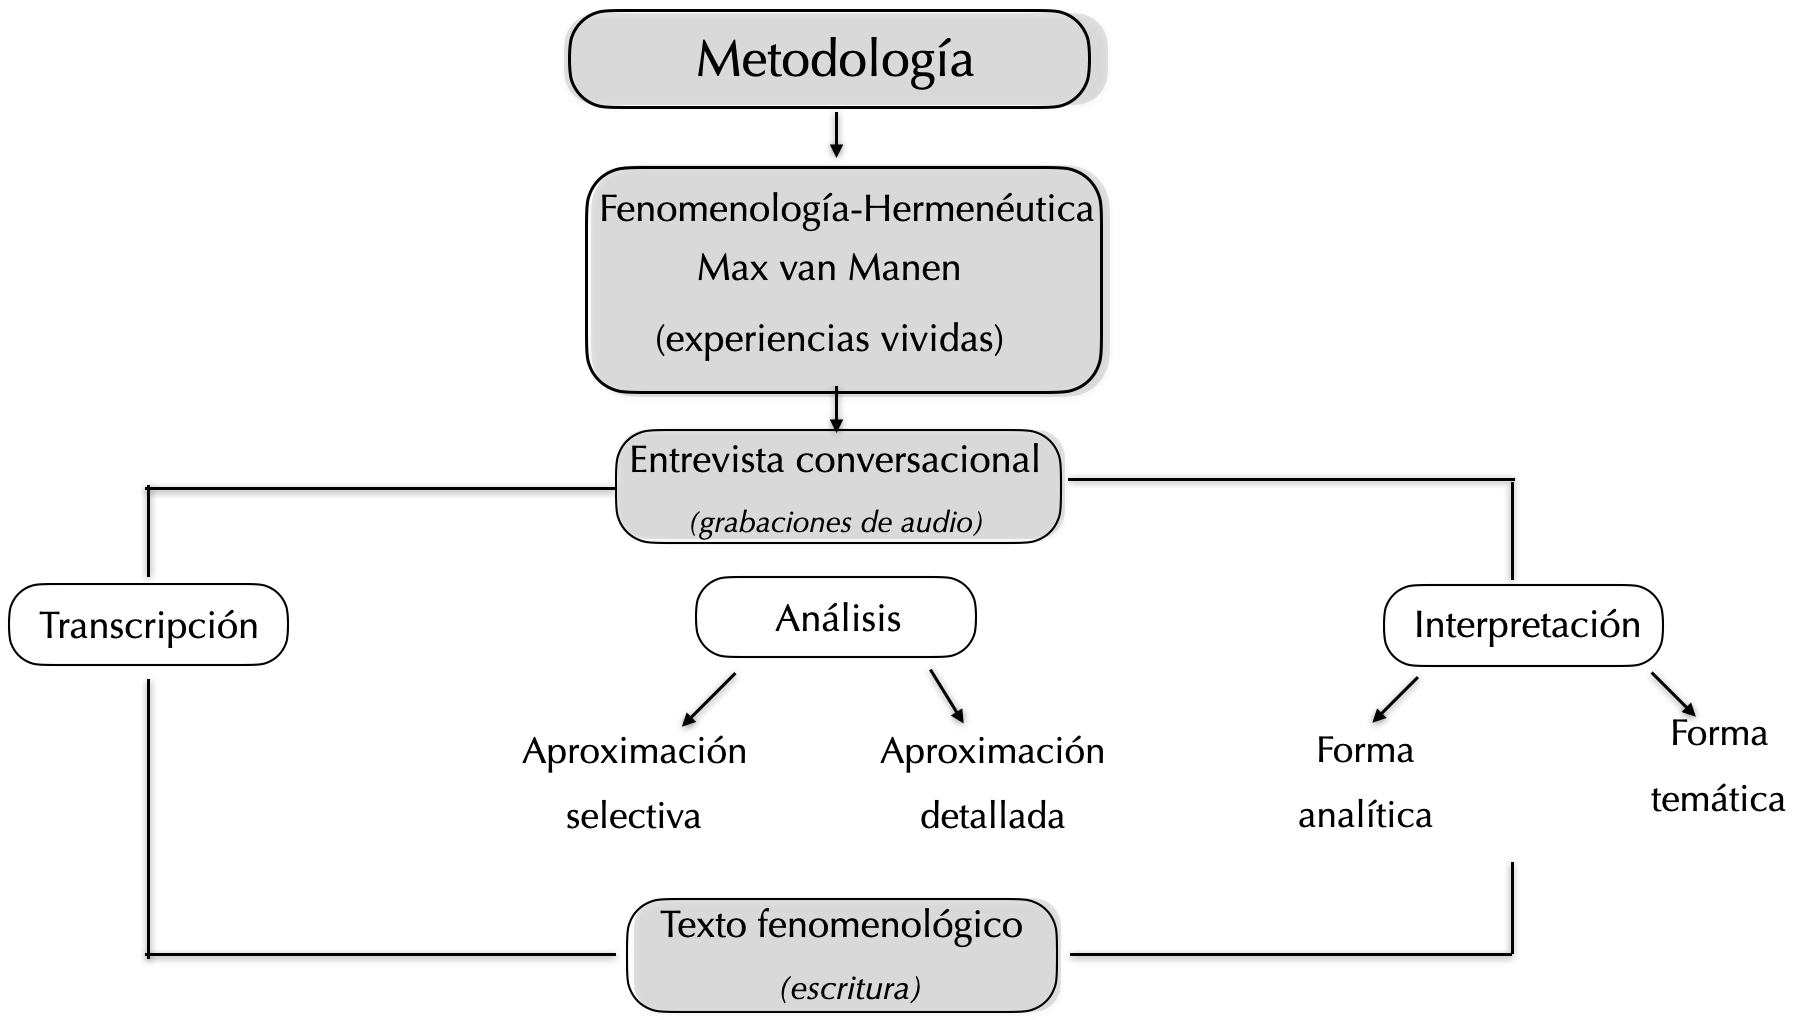 Metodología
Fenomenología-Hermenéutica
Max van Manen
(experiencias vividas)
Entrevista conversacional
(grabaciones de audio)
Transcripción
Análisis
Interpretación
Aproximación
selectiva
Aproximación
detallada
Forma
analítica
Forma
temática
Texto fenomenológico
(escritura)